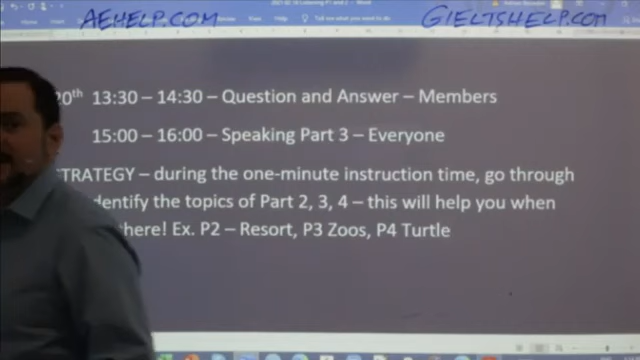 AEHELP.COM
GIELTSHELP.COM
20th 13:30 – 14:30 – Question and Answer – Members
15:00 – 16:00 – Speaking Part 3 – Everyone
STRATEGY – during the one-minute instruction time, go through
dentify the topics of Part 2, 3, 4 – this will help you when
there! Ex. P2 – Resort, P3 Zoos, P4 Turtle